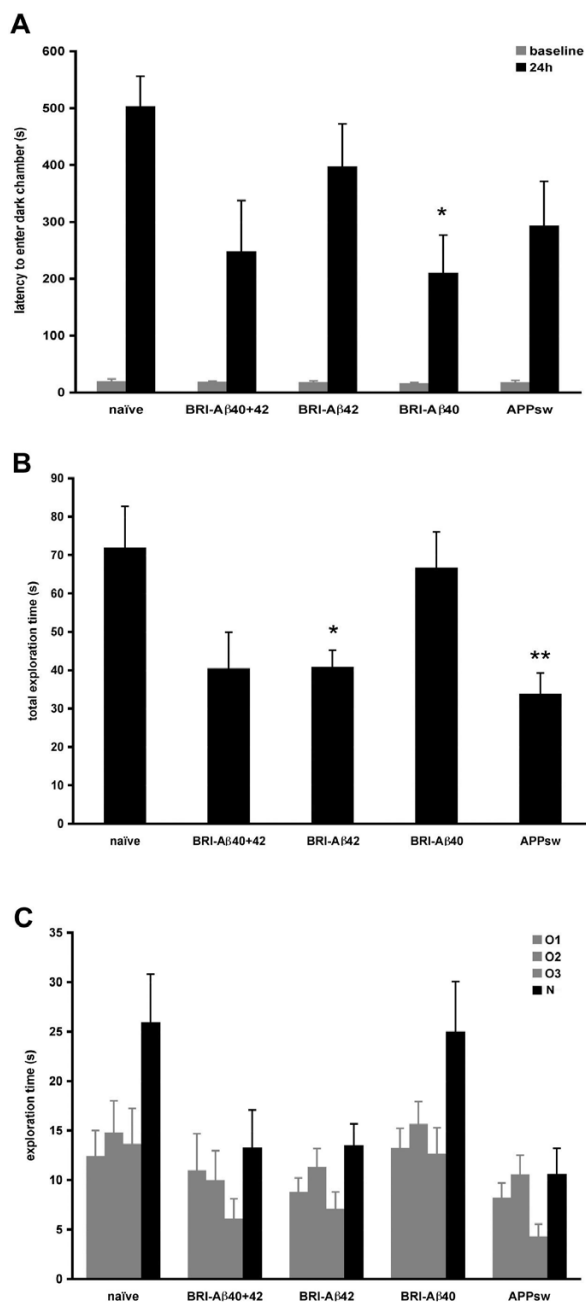 A
600
500
400
300
200
100
0
latency to enter dark chamber (s)
baseline
24h
*
naïve BRI-Aβ40+42 BRI-Aβ42 BRI-Aβ40 APPsw
B
90
80
70
60
50
40
30
20
10
0
total exploration time (s)
*
**
naïve BRI-Aβ40+42 BRI-Aβ42 BRI-Aβ40 APPsw
C
35
30
25
20
15
10
5
0
exploration time (s)
O1
O2
O3
N
naïve BRI-Aβ40+42 BRI-Aβ42 BRI-Aβ40 APPsw